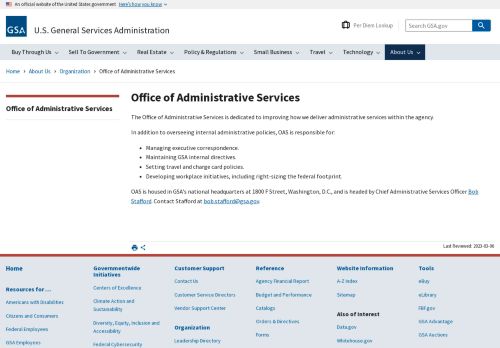 An official website of the United States government Here's how you know
GSA
U.S. General Services Administration
Per Diem Lookup
Search GSA.gov
Buy Through Us
Sell To Government
Real Estate
Policy & Regulations
Small Business
Travel
Technology
About Us
Home > About Us > Organization > Office of Administrative Services
Office of Administrative Services
Office of Administrative Services
The Office of Administrative Services is dedicated to improving how we deliver administrative services within the agency.
In addition to overseeing internal administrative policies, OAS is responsible for:
• Managing executive correspondence.
• Maintaining GSA internal directives.
• Setting travel and charge card policies.
• Developing workplace initiatives, including right-sizing the federal footprint.
OAS is housed in GSA's national headquarters at 1800 F Street, Washington, D.C., and is headed by Chief Administrative Services Officer Bob
Stafford. Contact Stafford at bob.stafford@gsa.gov.
Last Reviewed: 2023-03-06
Home
Resources for ...
Americans with Disabilities
Citizens and Consumers
Federal Employees
GSA Employees
Governmentwide
Initiatives
Centers of Excellence
Climate Action and
Sustainability
Diversity, Equity, Inclusion and
Accessibility
Federal Cybersecurity
Customer Support
Contact Us
Customer Service Directors
Vendor Support Center
Organization
Leadership Directory
Reference
Agency Financial Report
Budget and Performance
Catalogs
Orders & Directives
Forms
Website Information
A-Z Index
Sitemap
Also of Interest
Data.gov
Whitehouse.gov
Tools
eBuy
eLibrary
FBF.gov
GSA Advantage
GSA Auctions